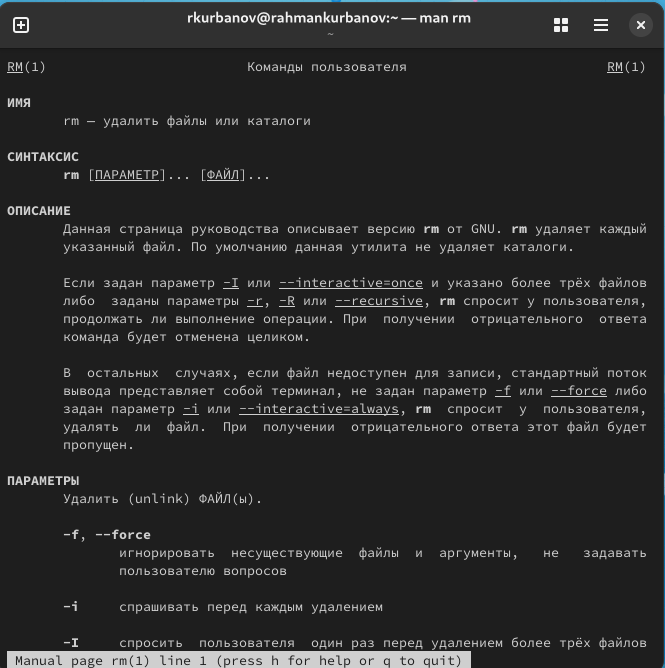 rkurbanov@rahmankurbanov:~ — man rm
~
RM(1) Команды пользователя RM(1)
ИМЯ
rm — удалить файлы или каталоги
СИНТАКСИС
rm [ПАРАМЕТР]... [ФАЙЛ]...
ОПИСАНИЕ
Данная страница руководства описывает версию rm от GNU. rm удаляет каждый
указанный файл. По умолчанию данная утилита не удаляет каталоги.
Если задан параметр -I или --interactive=once и указано более трёх файлов
либо заданы параметры -r, -R или --recursive, rm спросит у пользователя,
продолжать ли выполнение операции. При получении отрицательного ответа
команда будет отменена целиком.
В остальных случаях, если файл недоступен для записи, стандартный поток
вывода представляет собой терминал, не задан параметр -f или --force либо
задан параметр -i или --interactive=always, rm спросит у пользователя,
удалять ли файл. При получении отрицательного ответа этот файл будет
пропущен.
ПАРАМЕТРЫ
Удалить (unlink) ФАЙЛ(ы).
-f, --force
игнорировать несуществующие файлы и аргументы, не задавать
пользователю вопросов
-i спрашивать перед каждым удалением
-I спросить пользователя один раз перед удалением более трёх файлов
Manual page rm(1) line 1 (press h for help or q to quit)